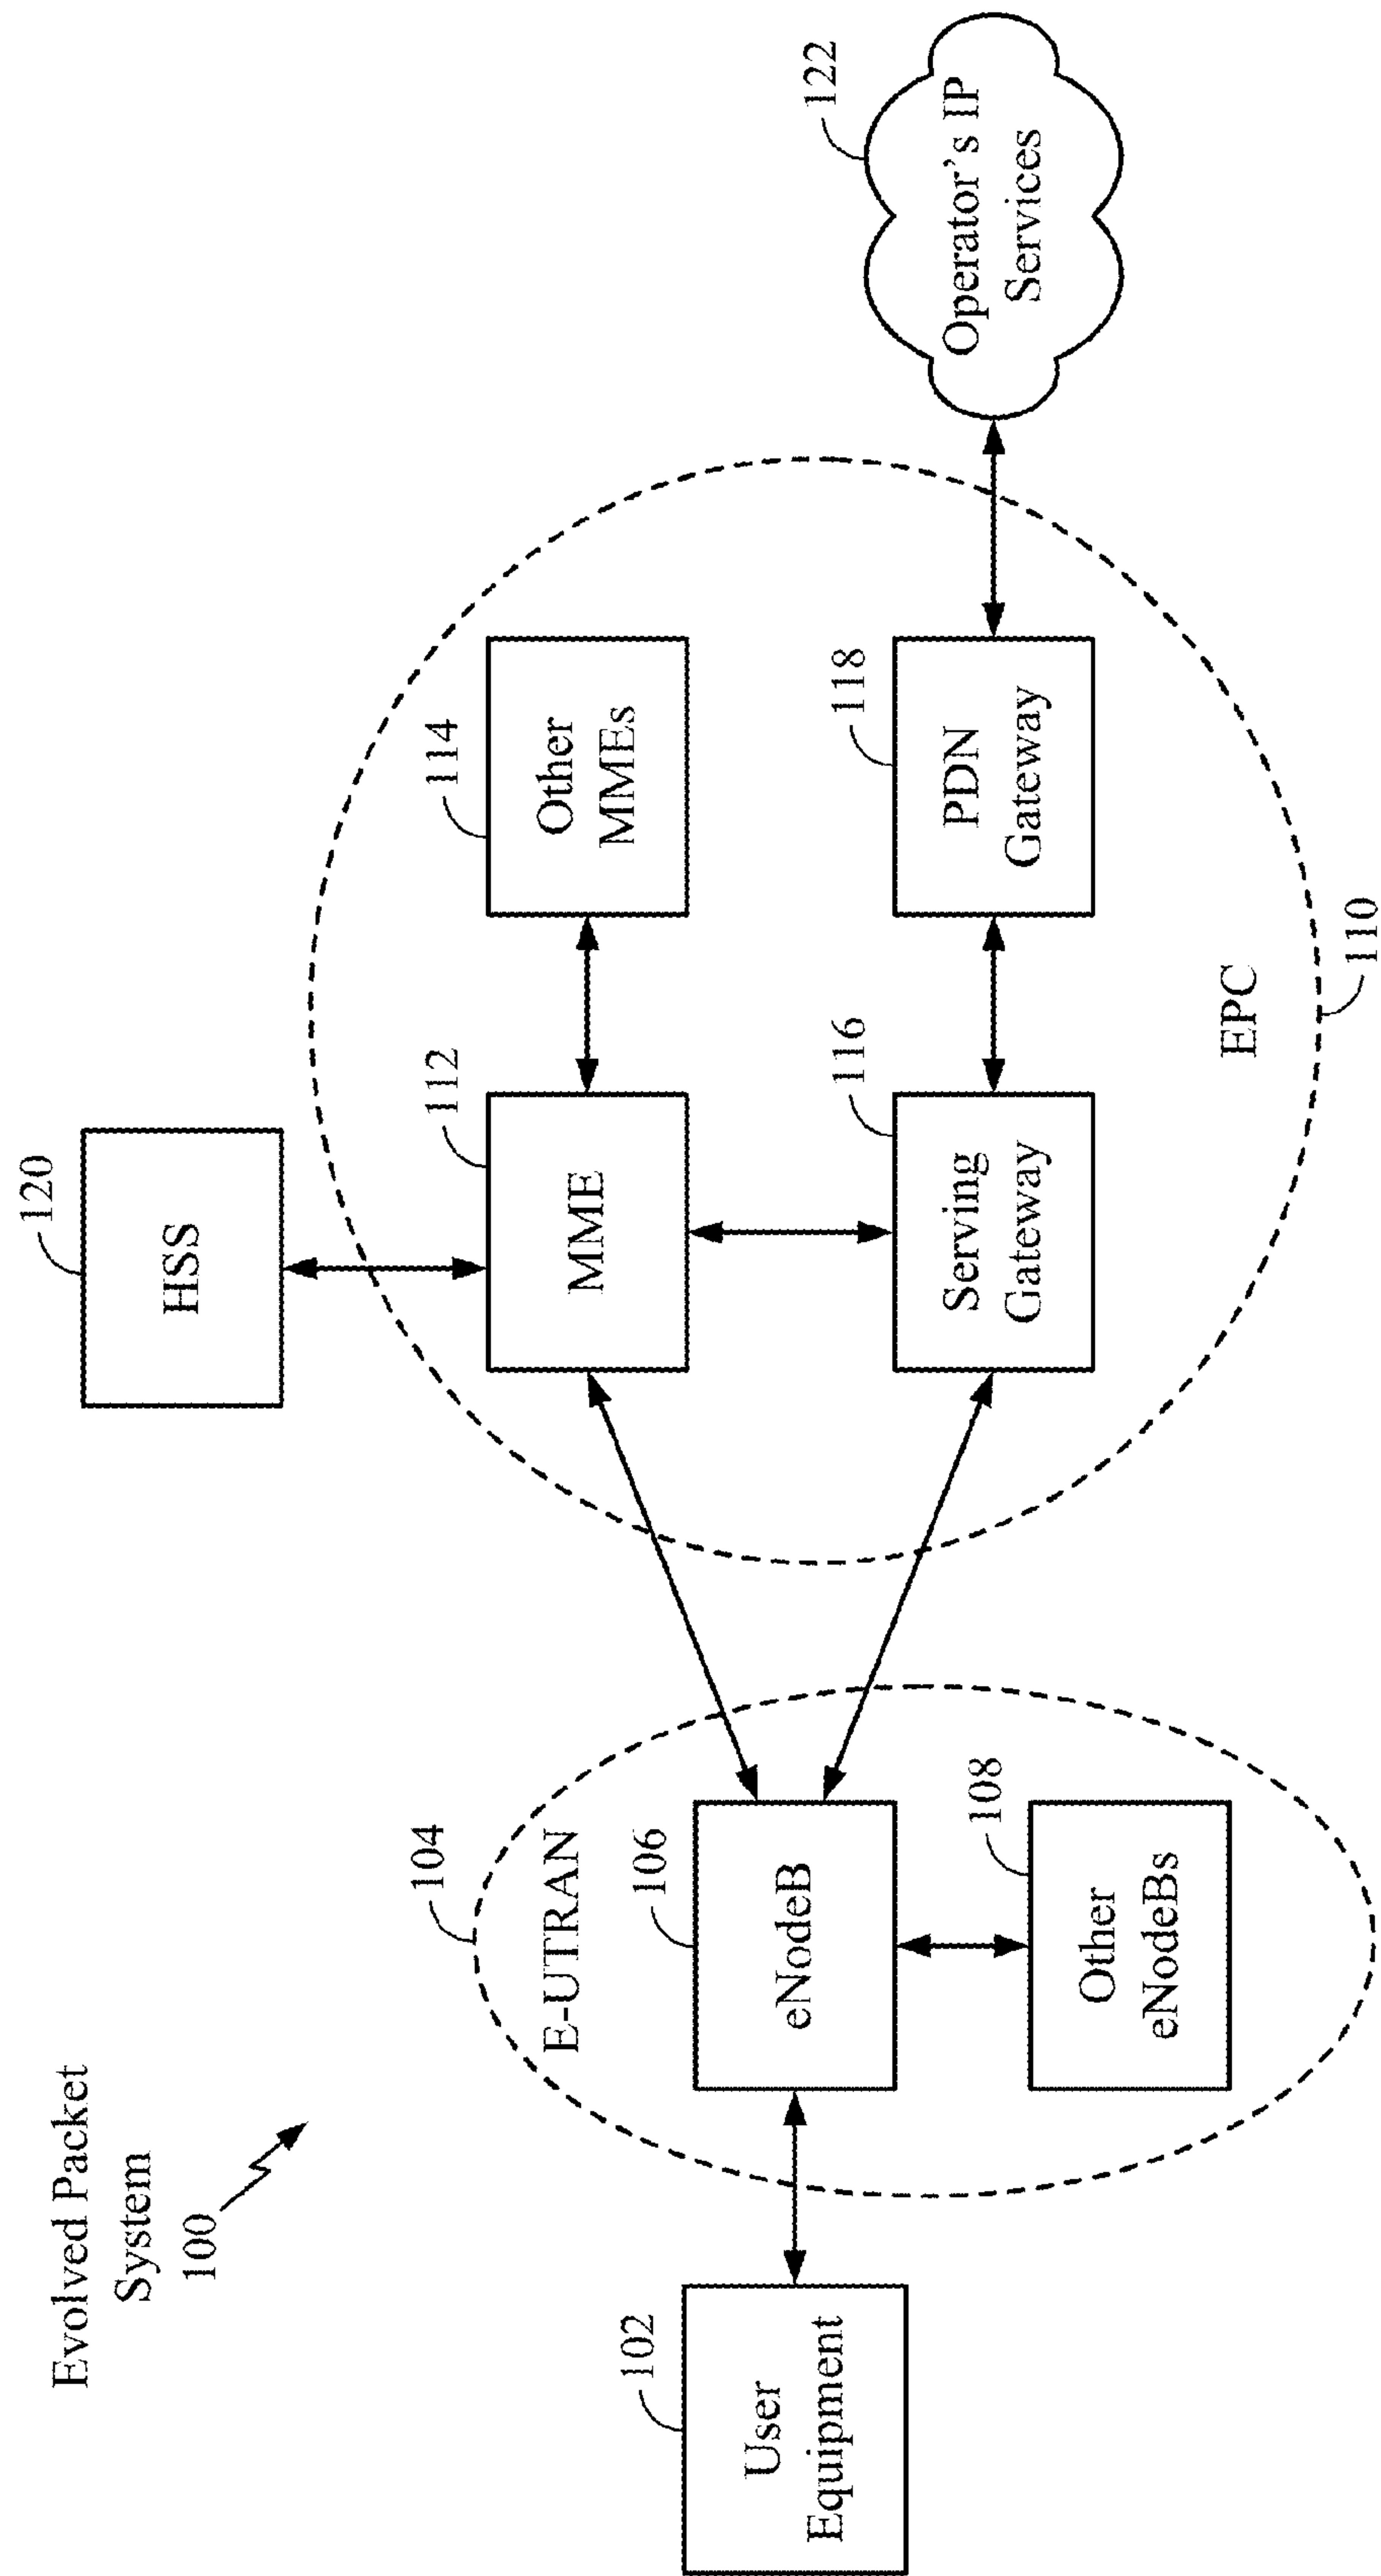 Evolved Packet
System
100
120
HSS
122
Operator's IP
Services
104
E-UTRAN
112
MME
114
Other
MMEs
102
User
Equipment
106
eNodeB
108
Other
eNodeBs
116
Serving
Gateway
118
PDN
Gateway
EPC
110